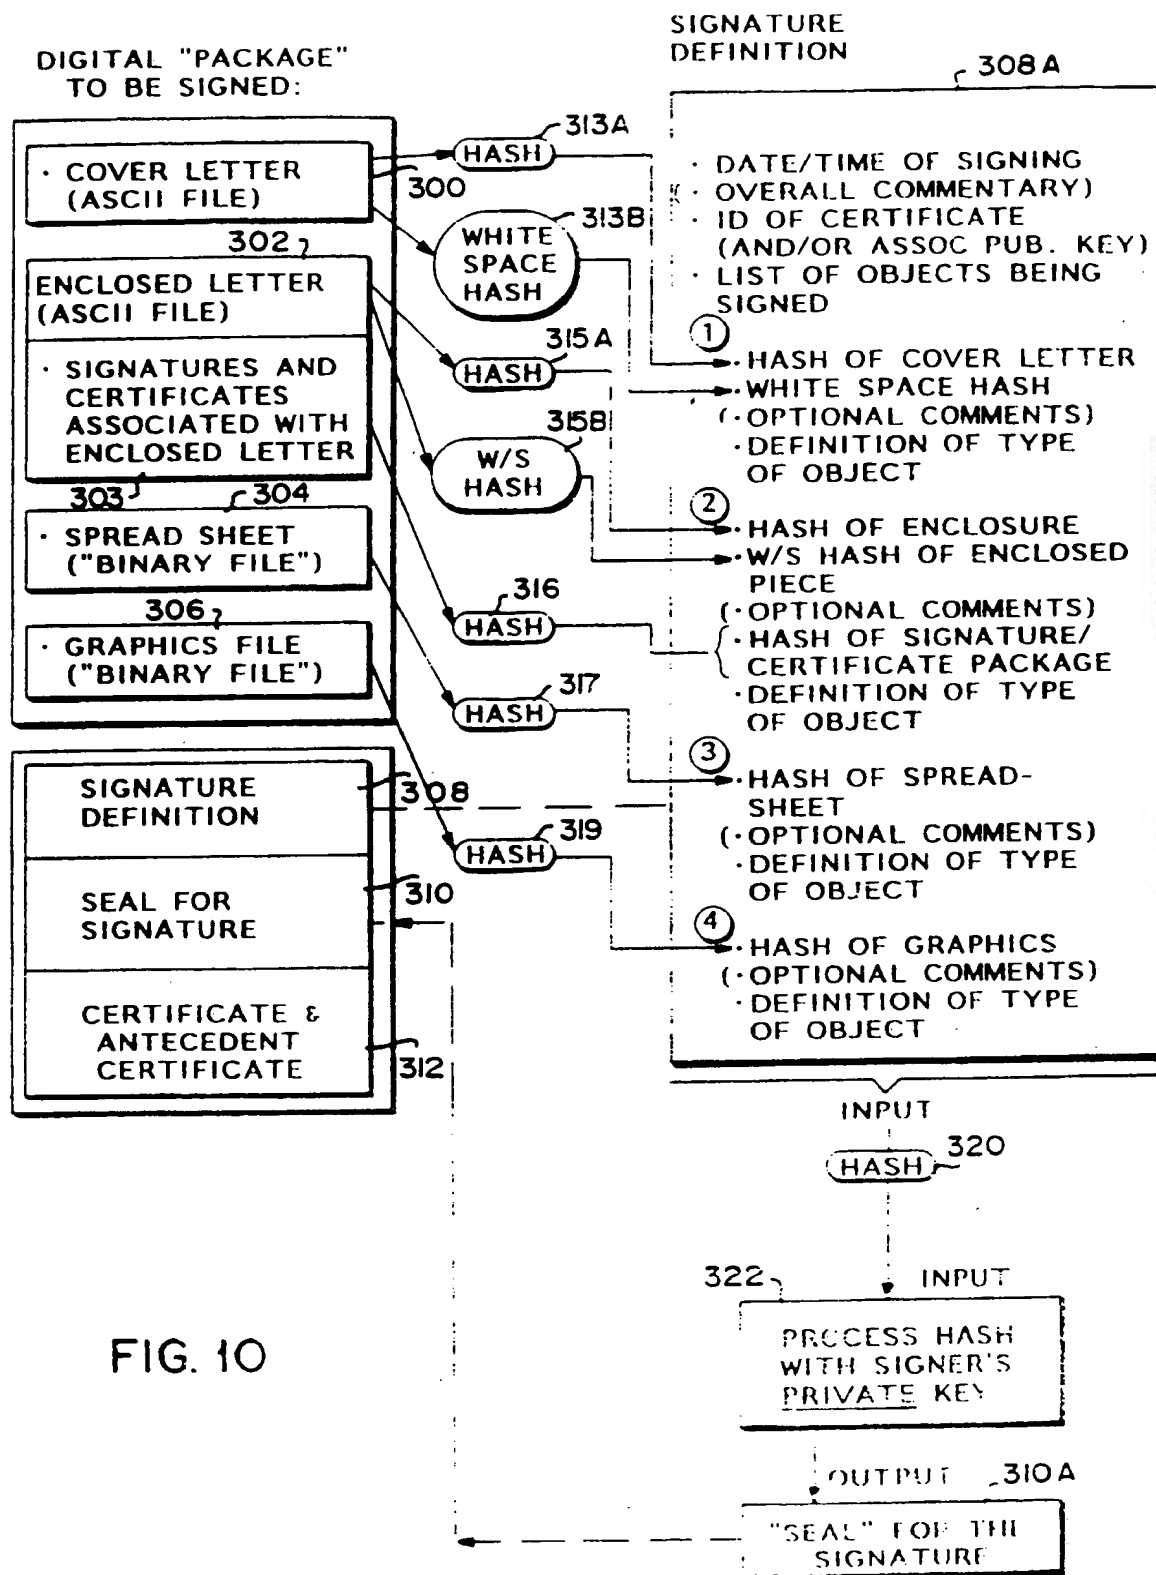 DIGITAL "PACKAGE"
TO BE SIGNED:
SIGNATURE
DEFINITION
308A
· COVER LETTER
(ASCII FILE)
300
302
ENCLOSED LETTER
(ASCII FILE)
· SIGNATURES AND
CERTIFICATES
ASSOCIATED WITH
ENCLOSED LETTER
303
304
· SPREAD SHEET
("BINARY FILE")
306
· GRAPHICS FILE
("BINARY FILE")
SIGNATURE
DEFINITION
308
SEAL FOR
SIGNATURE
310
CERTIFICATE &
ANTECEDENT
CERTIFICATE
312
313A
HASH
313B
WHITE
SPACE
HASH
315A
HASH
315B
W/S
HASH
316
HASH
317
HASH
319
HASH
· DATE/TIME OF SIGNING
(· OVERALL COMMENTARY)
· ID OF CERTIFICATE
(AND/OR ASSOC PUB. KEY)
· LIST OF OBJECTS BEING
SIGNED
1
· HASH OF COVER LETTER
· WHITE SPACE HASH
(· OPTIONAL COMMENTS)
· DEFINITION OF TYPE
OF OBJECT
2
· HASH OF ENCLOSURE
· W/S HASH OF ENCLOSED
PIECE
(· OPTIONAL COMMENTS)
· HASH OF SIGNATURE/
CERTIFICATE PACKAGE
· DEFINITION OF TYPE
OF OBJECT
3
· HASH OF SPREAD-
SHEET
(· OPTIONAL COMMENTS)
· DEFINITION OF TYPE
OF OBJECT
4
· HASH OF GRAPHICS
(· OPTIONAL COMMENTS)
· DEFINITION OF TYPE
OF OBJECT
INPUT
HASH
320
INPUT
322
PROCESS HASH
WITH SIGNER'S
PRIVATE KEY
OUTPUT
310A
"SEAL" FOR THE
SIGNATURE
FIG. 10